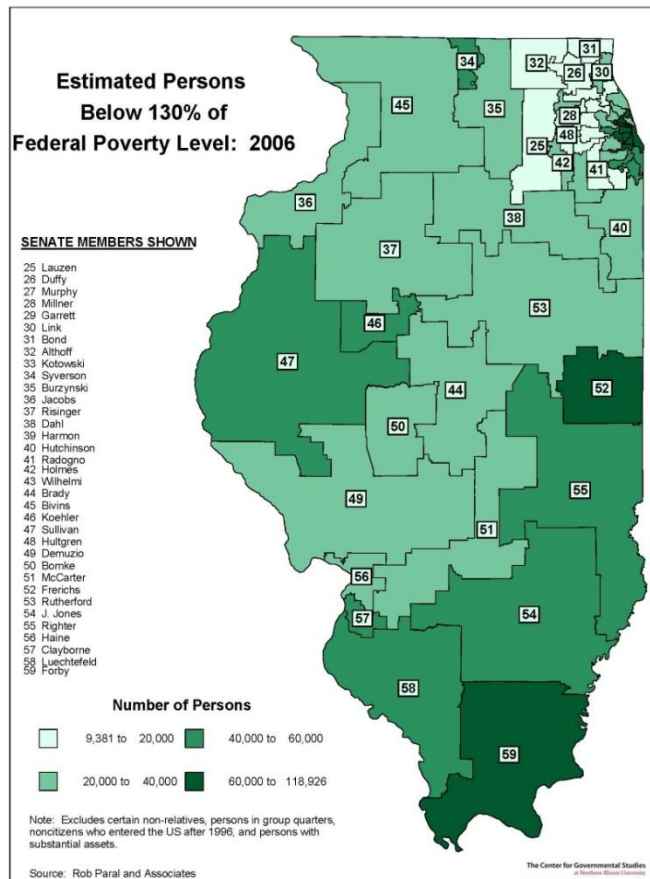 Estimated Persons
Below 130% of
Federal Poverty Level: 2006
SENATE MEMBERS SHOWN
25 Lauzen
26 Duffy
27 Murphy
28 Millner
29 Garrett
30 Link
31 Bond
32 Althoff
33 Kotowski
34 Syverson
35 Burzynski
36 Jacobs
37 Risinger
38 Dahl
39 Harmon
40 Hutchinson
41 Radogno
42 Holmes
43 Wilhelmi
44 Brady
45 Bivins
46 Koehler
47 Sullivan
48 Hultgren
49 Demuzio
50 Bomke
51 McCarter
52 Frerichs
53 Rutherford
54 J. Jones
55 Righter
56 Haine
57 Clayborne
58 Luechtefeld
59 Forby
31
34
32
26
30
45
35
28
48
25
42
41
36
38
40
37
53
46
47
52
44
50
55
49
51
56
57
54
58
59
Number of Persons
9,381 to 20,000
40,000 to 60,000
20,000 to 40,000
60,000 to 118,926
Note: Excludes certain non-relatives, persons in group quarters,
noncitizens who entered the US after 1996, and persons with
substantial assets.
Source: Rob Paral and Associates
The Center for Governmental Studies
at Northern Illinois University